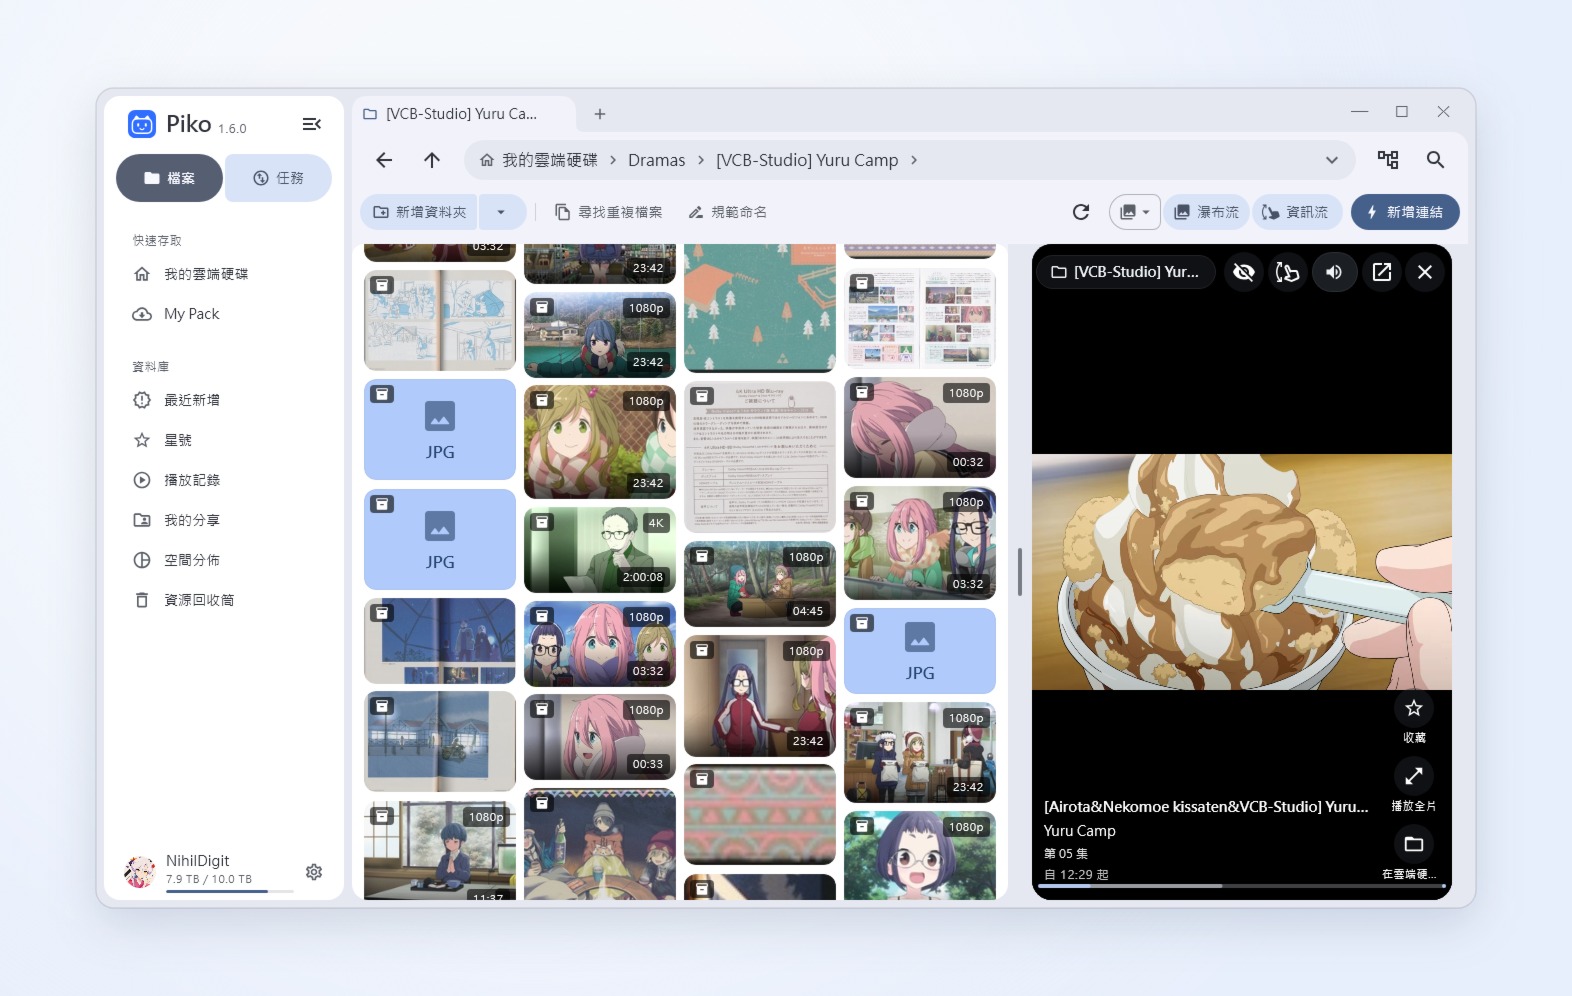 Piko 1.6.0
檔案
任務
快速存取
我的雲端硬碟
My Pack
資料庫
最近新增
星號
播放記錄
我的分享
空間分佈
資源回收筒
NihilDigit
7.9 TB / 10.0 TB
[VCB-Studio] Yuru Ca...
我的雲端硬碟 > Dramas > [VCB-Studio] Yuru Camp >
新增資料夾
尋找重複檔案
規範命名
瀑布流
資訊流
新增連結
03:32
JPG
JPG
1080p
11:37
23:42
1080p
23:42
1080p
23:42
4K
2:00:08
1080p
03:32
1080p
00:33
4K Ultra HD Blu-ray
1080p
04:45
1080p
23:42
1080p
00:32
1080p
03:32
JPG
1080p
23:42
1080p
[VCB-Studio] Yur...
收藏
播放全片
在雲端硬...
[Airota&Nekomoe kissaten&VCB-Studio] Yuru...
Yuru Camp
第 05 集
自 12:29 起